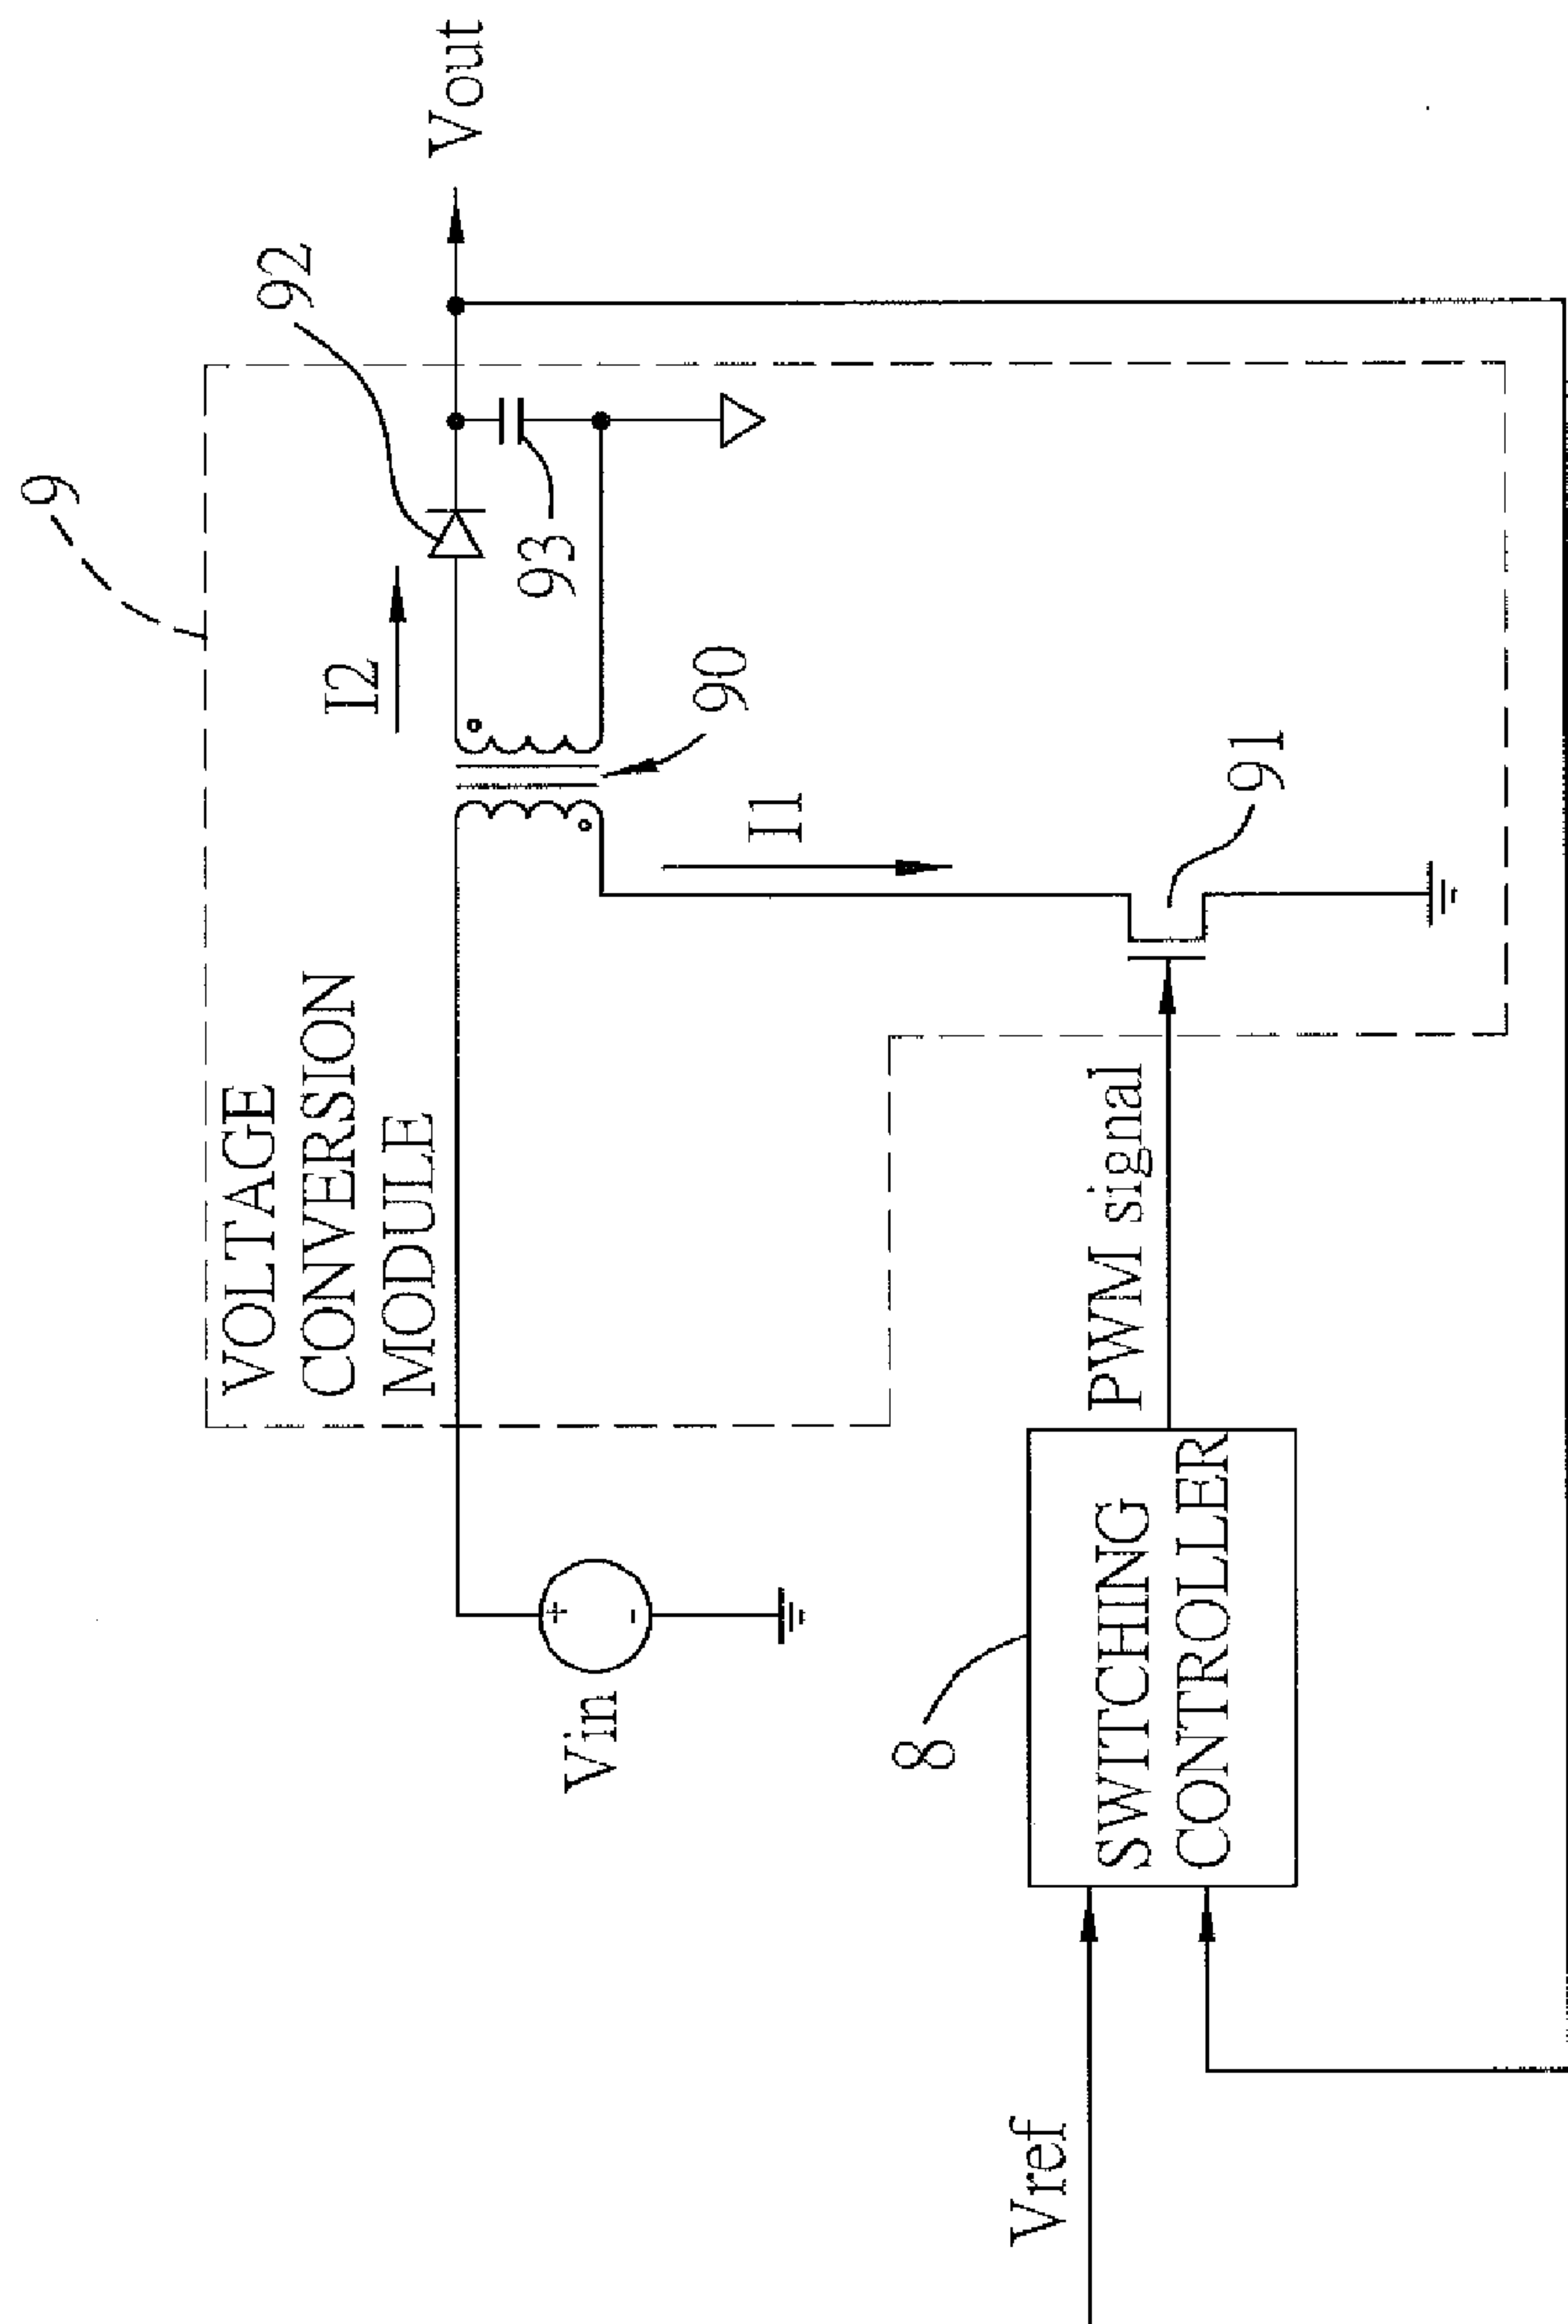 9
92
VOLTAGE
CONVERSION
MODULE
I2
Vout
93
Vin
+
-
90
I1
8
Vref
SWITCHING
CONTROLLER
PWM signal
91